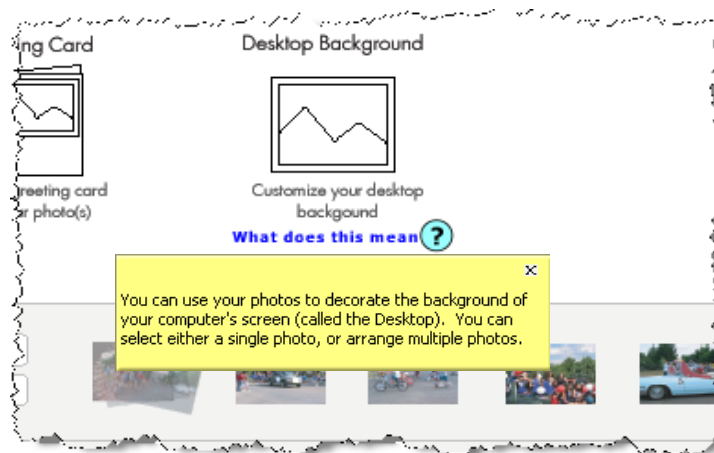 ing Card
Desktop Background
reeting card
r photo(s)
Customize your desktop
backgound
What does this mean ?
You can use your photos to decorate the background of
your computer's screen (called the Desktop). You can
select either a single photo, or arrange multiple photos.